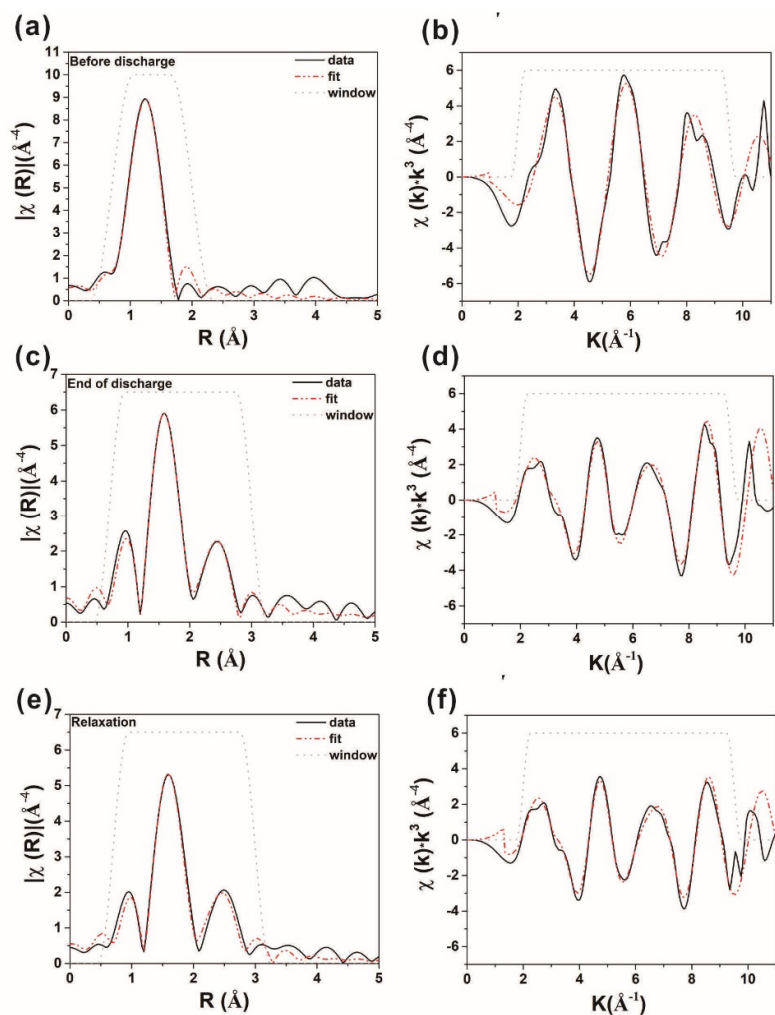 (a)
Before discharge
data
fit
window
11
10
9
8
7
6
5
4
3
2
1
0
|χ (R)|(Å⁻⁴)
0 1 2 3 4 5
R (Å)
(b)
6
4
2
0
-2
-4
-6
χ (k)*k³ (Å⁻⁴)
0 2 4 6 8 10
K(Å⁻¹)
(c)
End of discharge
data
fit
window
7
6
5
4
3
2
1
0
|χ (R)|(Å⁻⁴)
0 1 2 3 4 5
R (Å)
(d)
6
4
2
0
-2
-4
-6
χ (k)*k³ (Å⁻⁴)
0 2 4 6 8 10
K(Å⁻¹)
(e)
Relaxation
data
fit
window
7
6
5
4
3
2
1
0
|χ (R)|(Å⁻⁴)
0 1 2 3 4 5
R (Å)
(f)
6
4
2
0
-2
-4
-6
χ (k)*k³ (Å⁻⁴)
0 2 4 6 8 10
K(Å⁻¹)